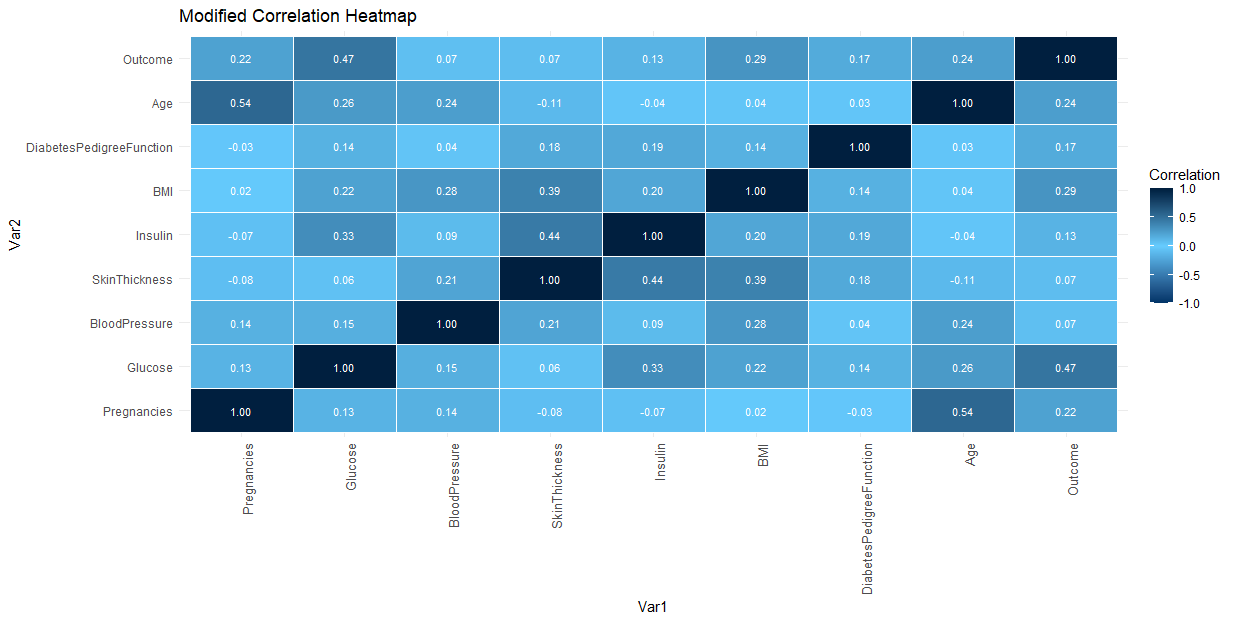 Modified Correlation Heatmap
Outcome 0.22 0.47 0.07 0.07 0.13 0.29 0.17 0.24 1.00
Age 0.54 0.26 0.24 -0.11 -0.04 0.04 0.03 1.00 0.24
DiabetesPedigreeFunction -0.03 0.14 0.04 0.18 0.19 0.14 1.00 0.03 0.17
BMI 0.02 0.22 0.28 0.39 0.20 1.00 0.14 0.04 0.29
Insulin -0.07 0.33 0.09 0.44 1.00 0.20 0.19 -0.04 0.13
SkinThickness -0.08 0.06 0.21 1.00 0.44 0.39 0.18 -0.11 0.07
BloodPressure 0.14 0.15 1.00 0.21 0.09 0.28 0.04 0.24 0.07
Glucose 0.13 1.00 0.15 0.06 0.33 0.22 0.14 0.26 0.47
Pregnancies 1.00 0.13 0.14 -0.08 -0.07 0.02 -0.03 0.54 0.22
Var2
Pregnancies
Glucose
BloodPressure
SkinThickness
Insulin
BMI
DiabetesPedigreeFunction
Age
Outcome
Var1
Correlation
1.0
0.5
0.0
-0.5
-1.0